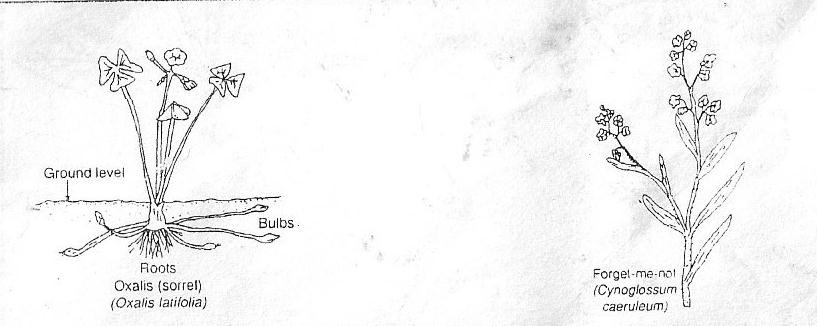 Ground level
Bulbs
Roots
Oxalis (sorrel)
(Oxalis latifolia)
Forget-me-not
(Cynoglossum
caeruleum)